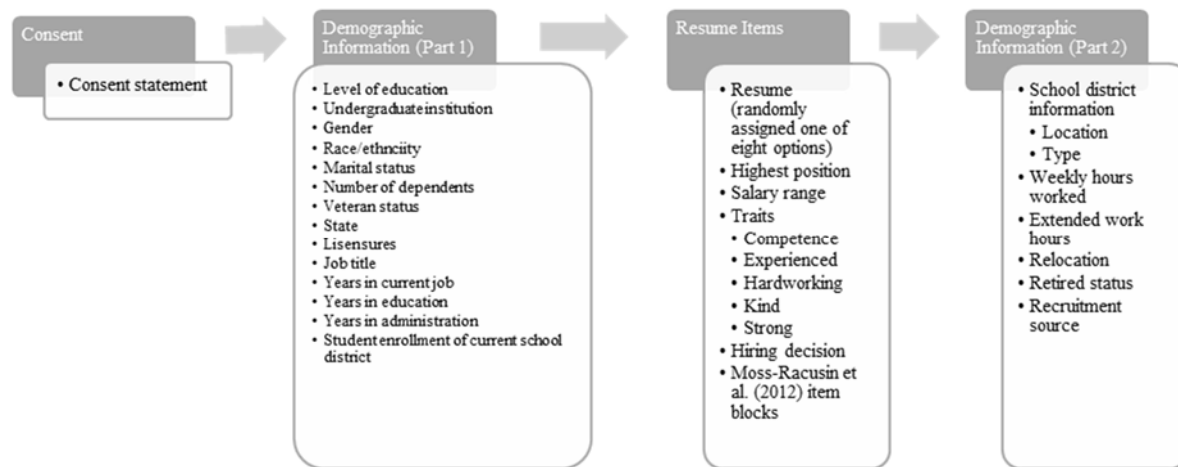 Consent
• Consent statement
Demographic
Information (Part 1)
• Level of education
• Undergraduate institution
• Gender
• Race/ethnciity
• Marital status
• Number of dependents
• Veteran status
• State
• Lisensures
• Job title
• Years in current job
• Years in education
• Years in administration
• Student enrollment of current school
district
Resume Items
• Resume
(randomly
assigned one of
eight options)
• Highest position
• Salary range
• Traits
• Competence
• Experienced
• Hardworking
• Kind
• Strong
• Hiring decision
• Moss-Racusin et
al. (2012) item
blocks
Demographic
Information (Part 2)
• School district
information
• Location
• Type
• Weekly hours
worked
• Extended work
hours
• Relocation
• Retired status
• Recruitment
source